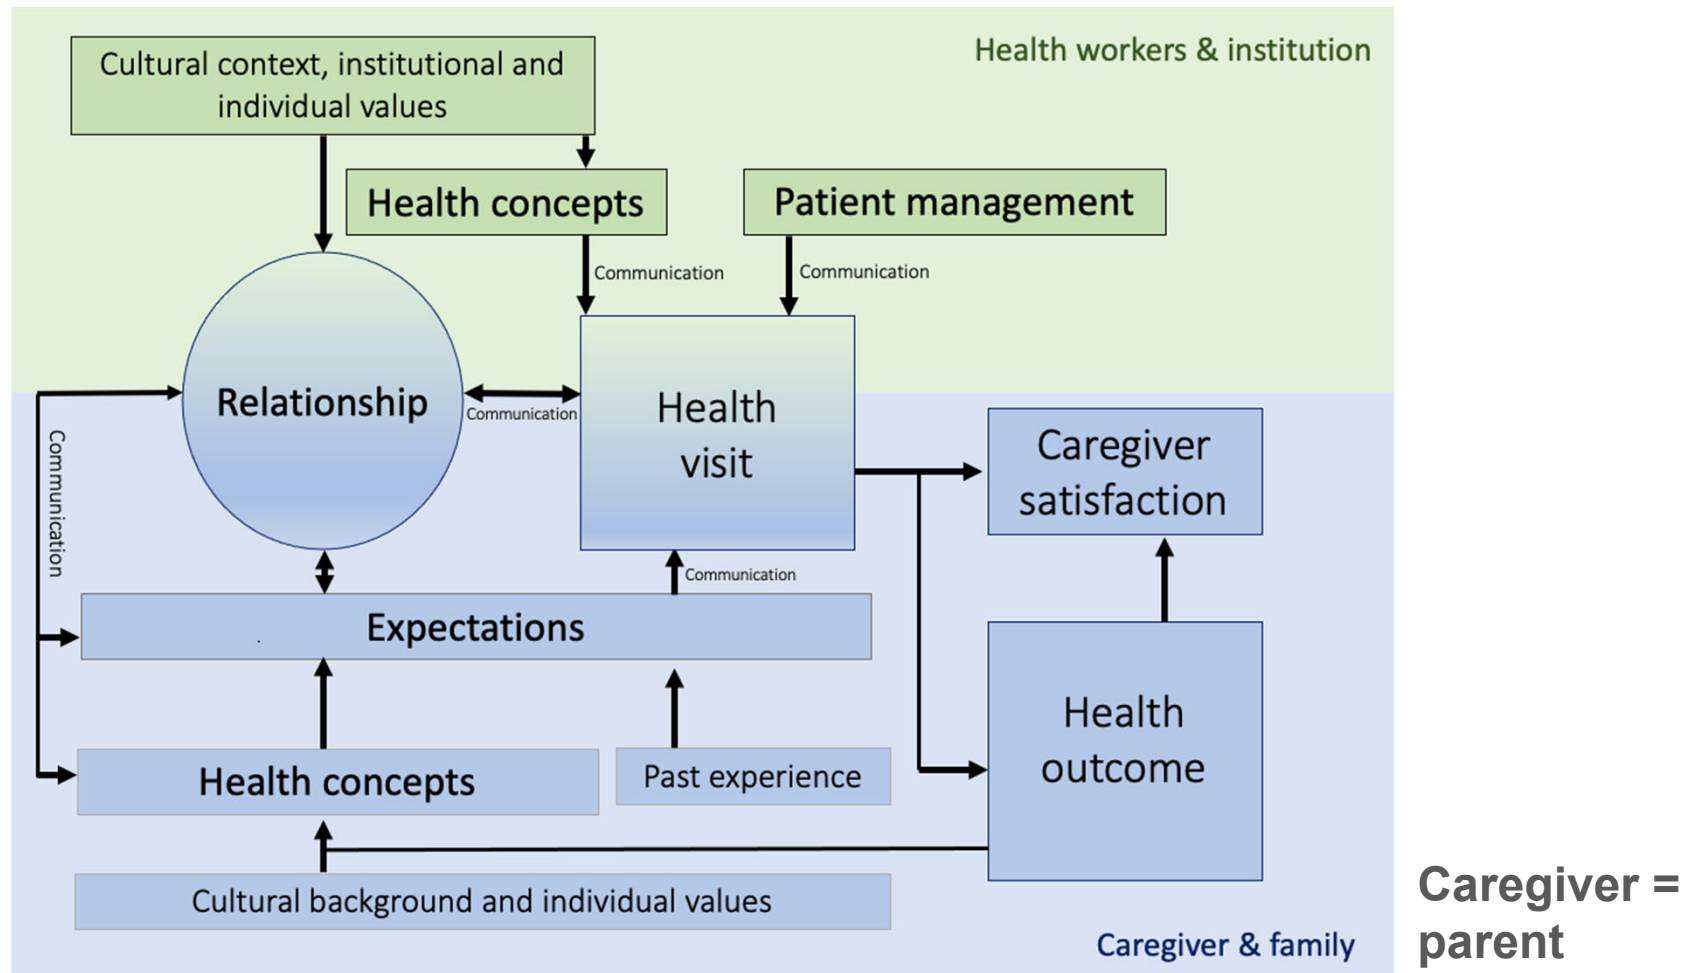 Health workers & institution
Cultural context, institutional and
individual values
Health concepts
Patient management
Communication
Communication
Relationship
Communication
Health
visit
Communication
Caregiver
satisfaction
Communication
Expectations
Health
outcome
Health concepts
Past experience
Cultural background and individual values
Caregiver & family
Caregiver =
parent